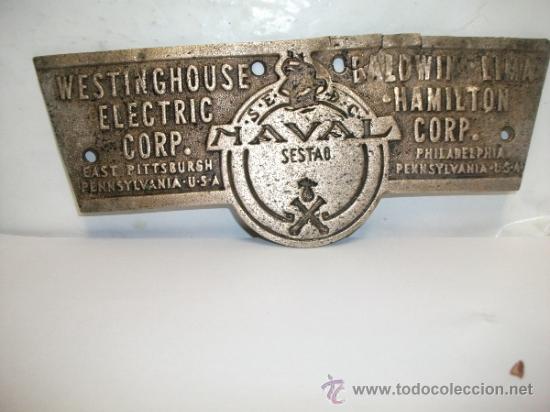 WESTINGHOUSE
ELECTRIC
CORP.
EAST PITTSBURGH
PENNSYLVANIA·U·S·A
S·E· D·C·
NAVAL
SESTAO
BALDWIN·LIMA
·HAMILTON
CORP.
PHILADELPHIA
PENNSYLVANIA·U·S·A
www.todocoleccion.net